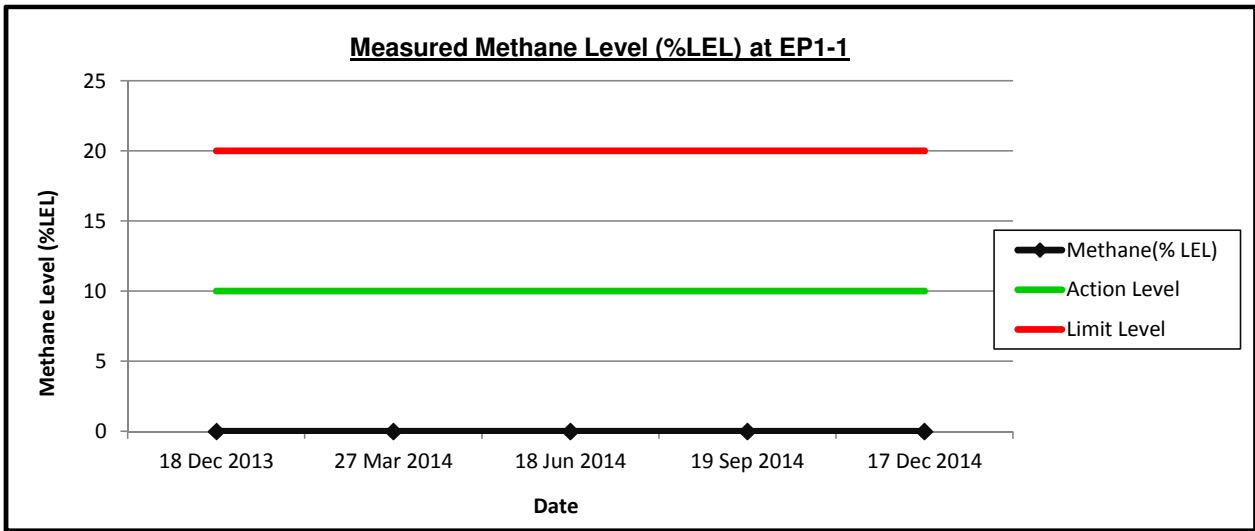 Measured Methane Level (%LEL) at EP1-1
25
20
15
10
5
0
Methane Level (%LEL)
18 Dec 2013 27 Mar 2014 18 Jun 2014 19 Sep 2014 17 Dec 2014
Date
Methane(% LEL)
Action Level
Limit Level